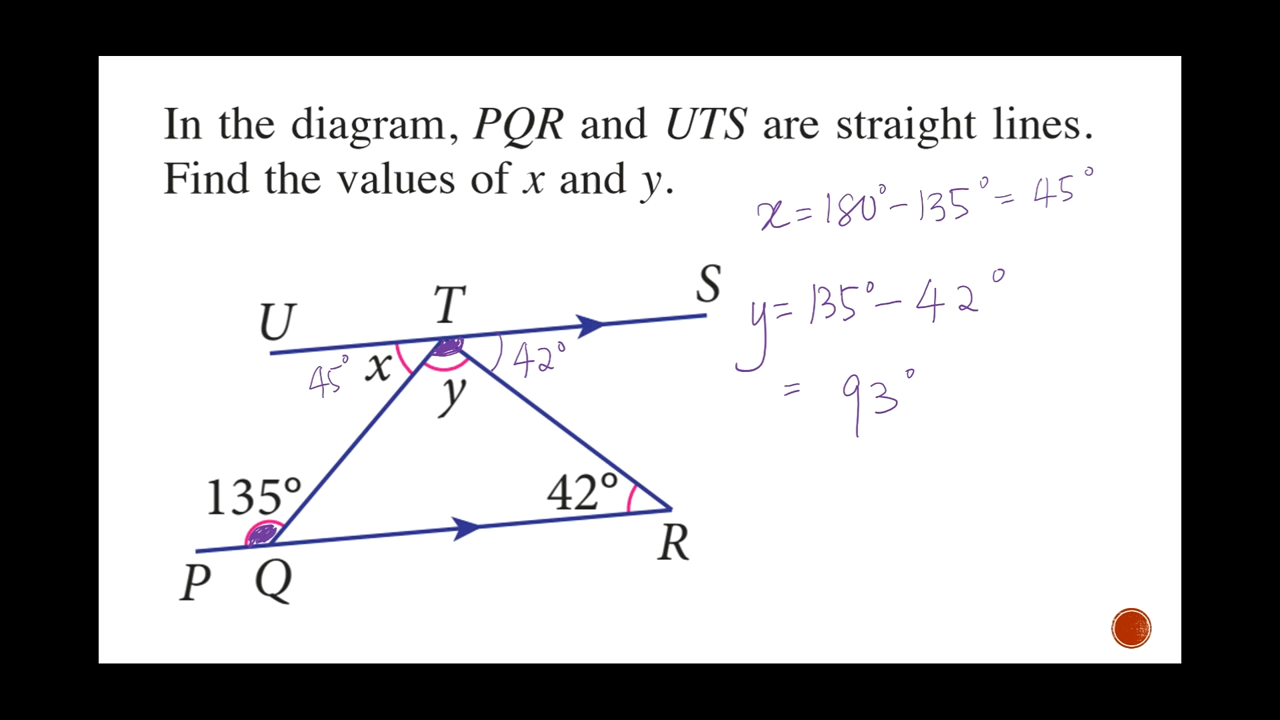 In the diagram, PQR and UTS are straight lines.
Find the values of x and y.
x = 180° - 135° = 45°
y = 135° - 42°
= 93°
S
T
U
45° x
42°
y
135°
42°
R
P Q